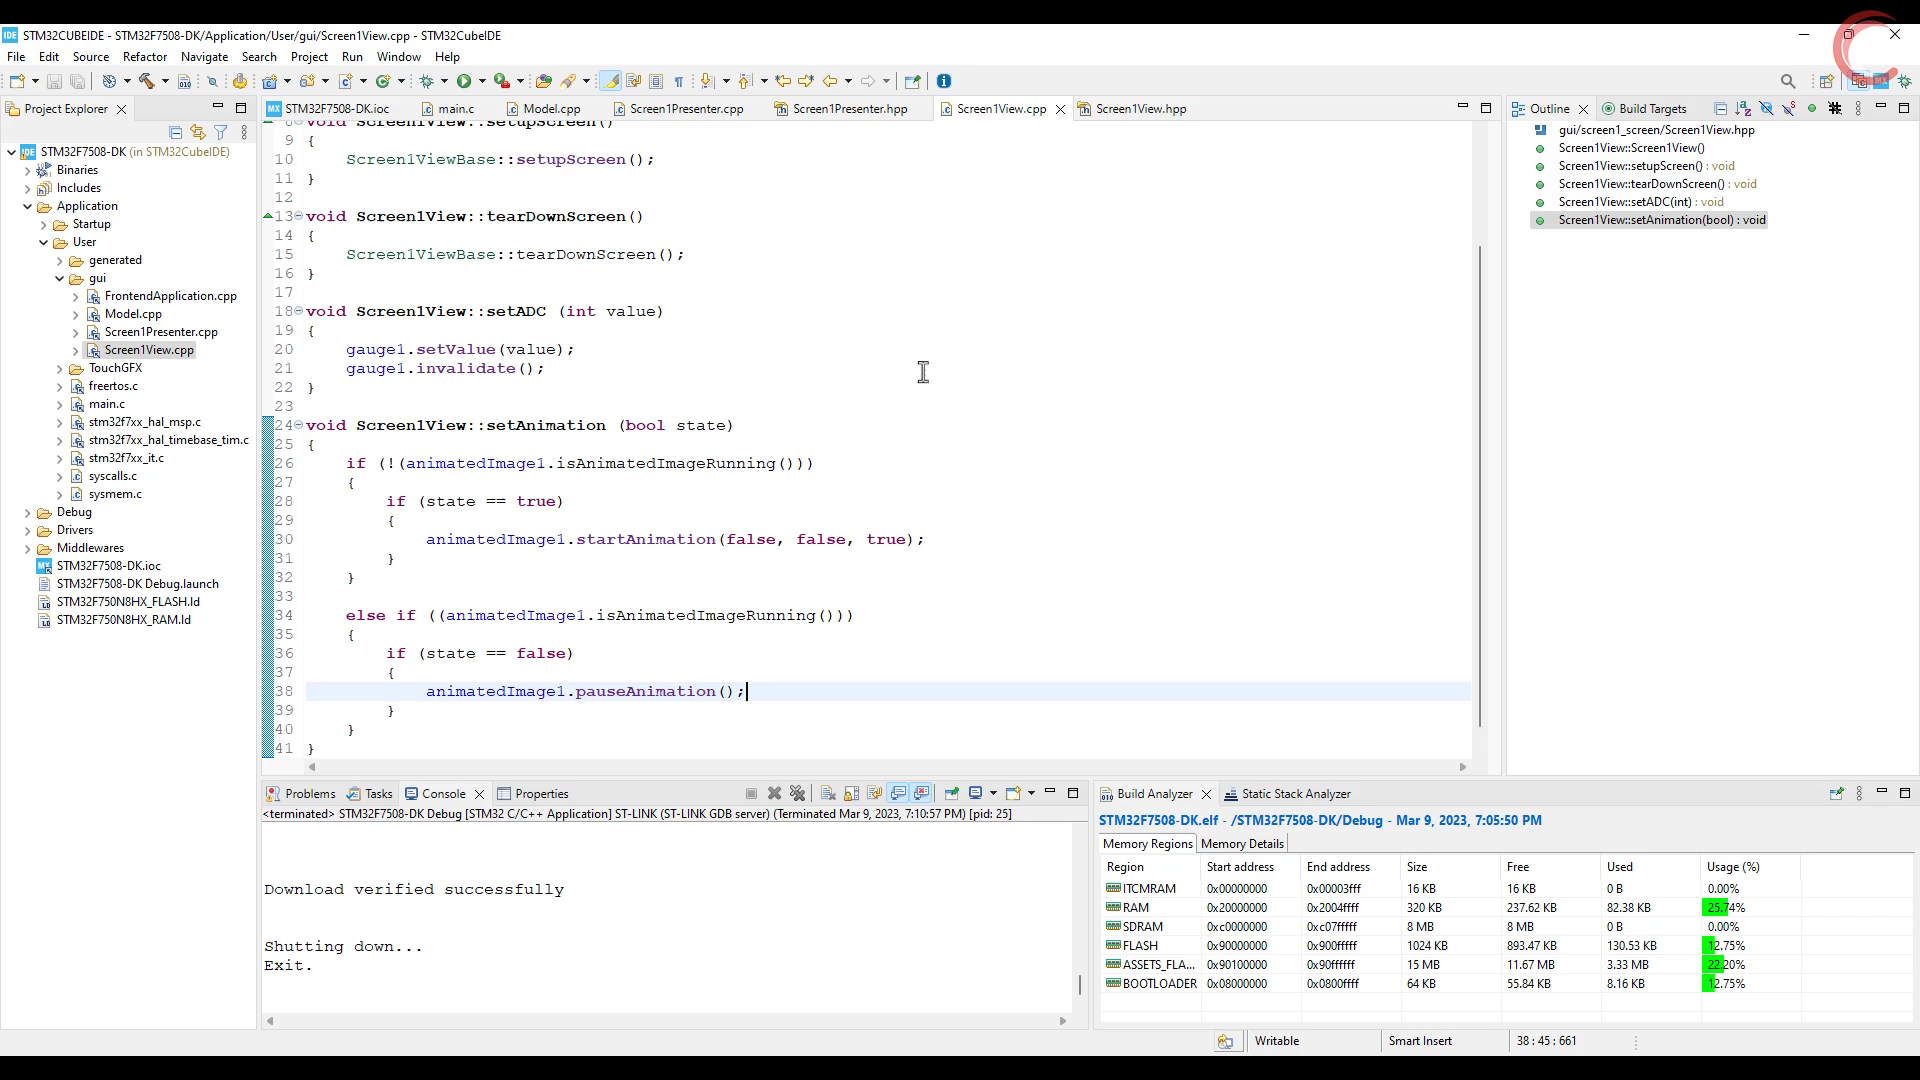 IDE STM32CUBEIDE - STM32F7508-DK/Application/User/gui/Screen1View.cpp - STM32CubeIDE
File Edit Source Refactor Navigate Search Project Run Window Help
Project Explorer
STM32F7508-DK (in STM32CubeIDE)
Binaries
Includes
Application
Startup
User
generated
gui
FrontendApplication.cpp
Model.cpp
Screen1Presenter.cpp
Screen1View.cpp
TouchGFX
freertos.c
main.c
stm32f7xx_hal_msp.c
stm32f7xx_hal_timebase_tim.c
stm32f7xx_it.c
syscalls.c
sysmem.c
Debug
Drivers
Middlewares
MX STM32F7508-DK.ioc
STM32F7508-DK Debug.launch
STM32F750N8HX_FLASH.ld
STM32F750N8HX_RAM.ld
MX STM32F7508-DK.ioc main.c Model.cpp Screen1Presenter.cpp Screen1Presenter.hpp Screen1View.cpp Screen1View.hpp
void Screen1View::setupScreen()
9 {
10 Screen1ViewBase::setupScreen();
11 }
12
13 void Screen1View::tearDownScreen()
14 {
15 Screen1ViewBase::tearDownScreen();
16 }
17
18 void Screen1View::setADC (int value)
19 {
20 gauge1.setValue(value);
21 gauge1.invalidate();
22 }
23
24 void Screen1View::setAnimation (bool state)
25 {
26 if (!(animatedImage1.isAnimatedImageRunning()))
27 {
28 if (state == true)
29 {
30 animatedImage1.startAnimation(false, false, true);
31 }
32 }
33
34 else if ((animatedImage1.isAnimatedImageRunning()))
35 {
36 if (state == false)
37 {
38 animatedImage1.pauseAnimation();
39 }
40 }
41 }
Outline Build Targets
gui/screen1_screen/Screen1View.hpp
Screen1View::Screen1View()
Screen1View::setupScreen() : void
Screen1View::tearDownScreen() : void
Screen1View::setADC(int) : void
Screen1View::setAnimation(bool) : void
Problems Tasks Console Properties
<terminated> STM32F7508-DK Debug [STM32 C/C++ Application] ST-LINK (ST-LINK GDB server) (Terminated Mar 9, 2023, 7:10:57 PM) [pid: 25]
Download verified successfully
Shutting down...
Exit.
Build Analyzer Static Stack Analyzer
STM32F7508-DK.elf - /STM32F7508-DK/Debug - Mar 9, 2023, 7:05:50 PM
Memory Regions Memory Details
Region Start address End address Size Free Used Usage (%)
ITCMRAM 0x00000000 0x00003fff 16 KB 16 KB 0 B 0.00%
RAM 0x20000000 0x2004ffff 320 KB 237.62 KB 82.38 KB 25.74%
SDRAM 0xc0000000 0xc07fffff 8 MB 8 MB 0 B 0.00%
FLASH 0x90000000 0x900fffff 1024 KB 893.47 KB 130.53 KB 12.75%
ASSETS_FLA... 0x90100000 0x90ffffff 15 MB 11.67 MB 3.33 MB 22.20%
BOOTLOADER 0x08000000 0x0800ffff 64 KB 55.84 KB 8.16 KB 12.75%
Writable Smart Insert 38 : 45 : 661